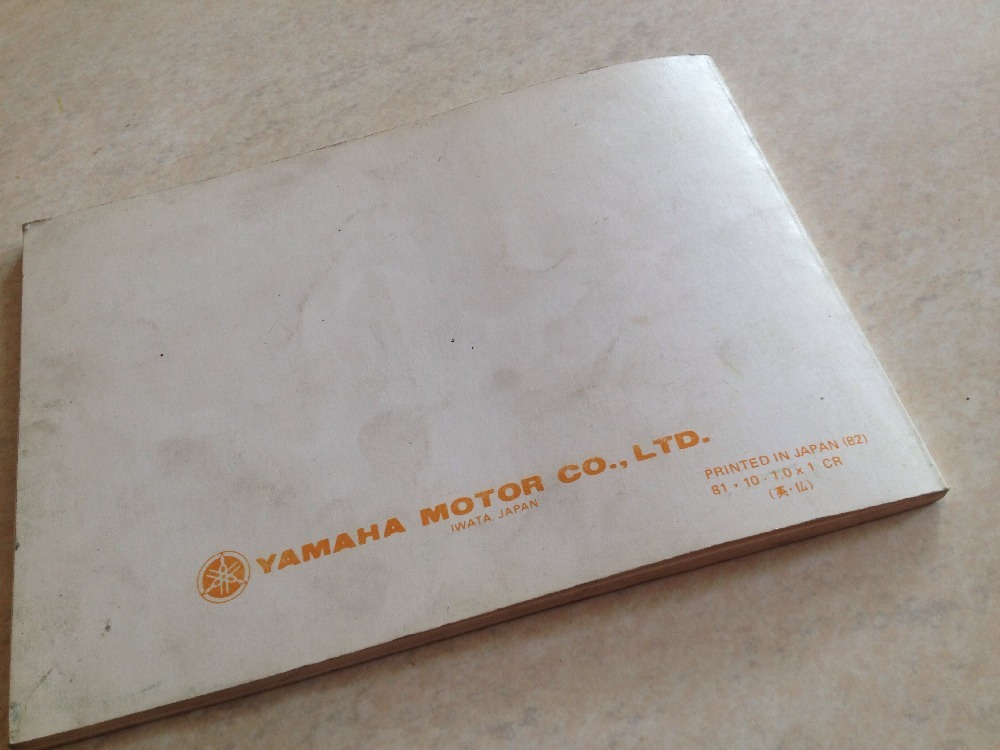 YAMAHA MOTOR CO., LTD.
IWATA, JAPAN
PRINTED IN JAPAN (82)
81・10・1.0 x 1 CR
(英・仏)